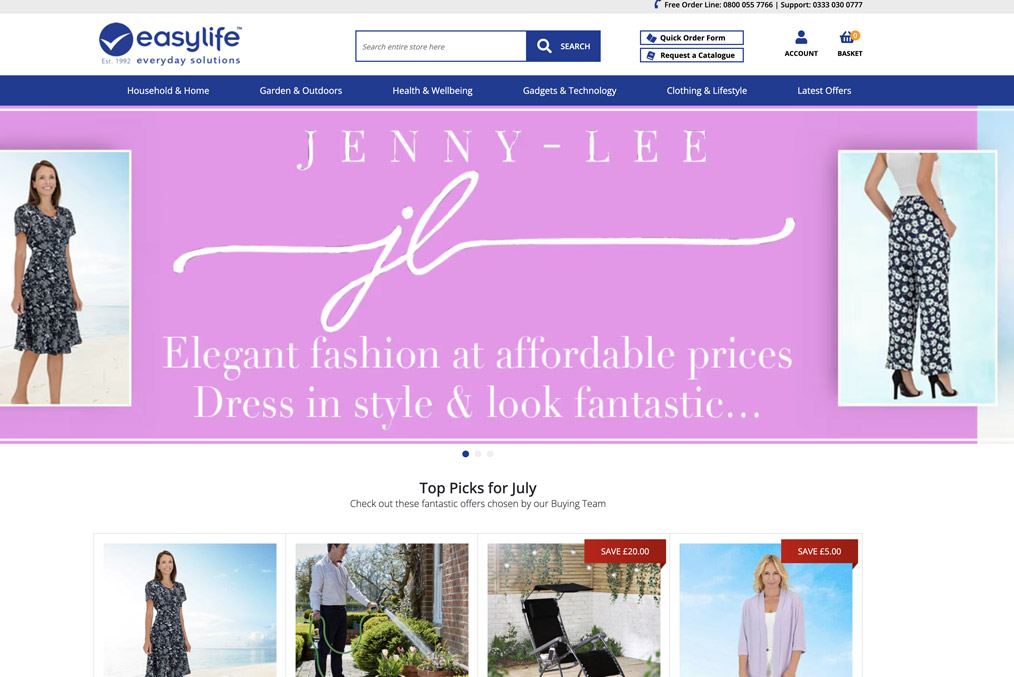 Free Order Line: 0800 055 7766 | Support: 0333 030 0777
easylife™
Est. 1992 everyday solutions
Search entire store here
SEARCH
Quick Order Form
Request a Catalogue
ACCOUNT
0
BASKET
Household & Home
Garden & Outdoors
Health & Wellbeing
Gadgets & Technology
Clothing & Lifestyle
Latest Offers
JENNY-LEE
jl
Elegant fashion at affordable prices
Dress in style & look fantastic...
Top Picks for July
Check out these fantastic offers chosen by our Buying Team
SAVE £20.00
SAVE £5.00